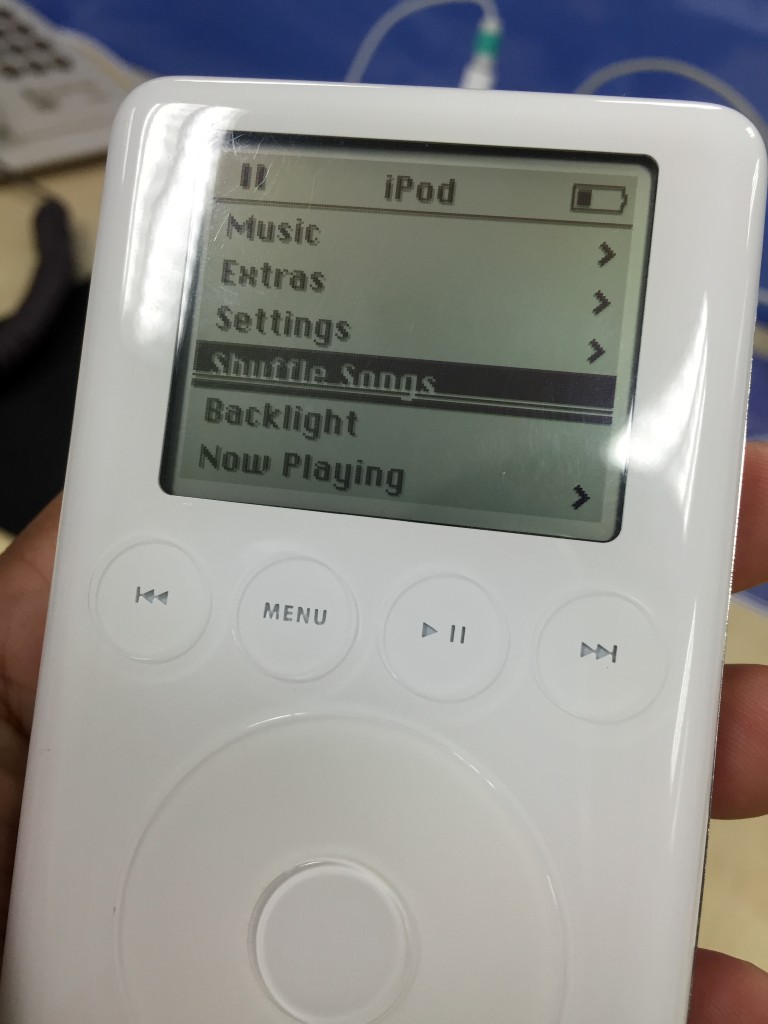 iPod
Music
Extras
Settings
Shuffle Songs
Backlight
Now Playing
MENU